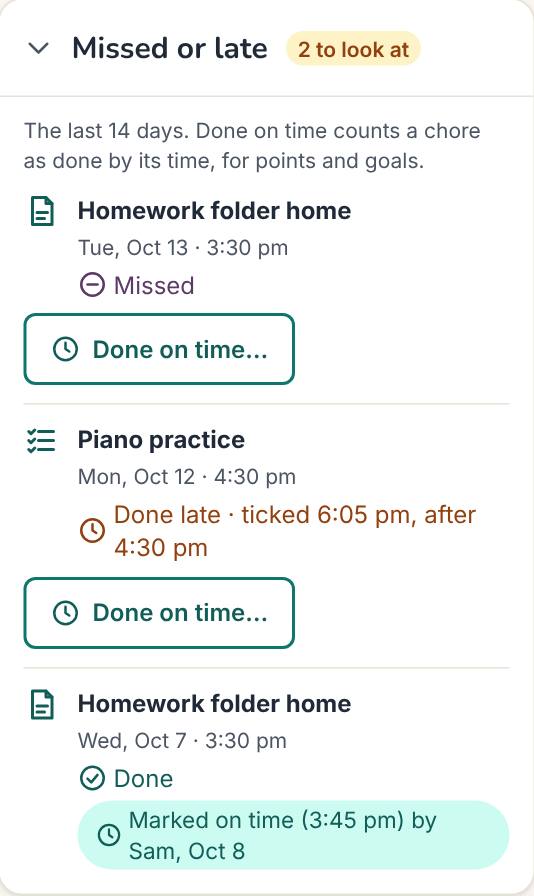 Missed or late
2 to look at
The last 14 days. Done on time counts a chore
as done by its time, for points and goals.
Homework folder home
Tue, Oct 13 · 3:30 pm
Missed
Done on time...
Piano practice
Mon, Oct 12 · 4:30 pm
Done late · ticked 6:05 pm, after
4:30 pm
Done on time...
Homework folder home
Wed, Oct 7 · 3:30 pm
Done
Marked on time (3:45 pm) by
Sam, Oct 8